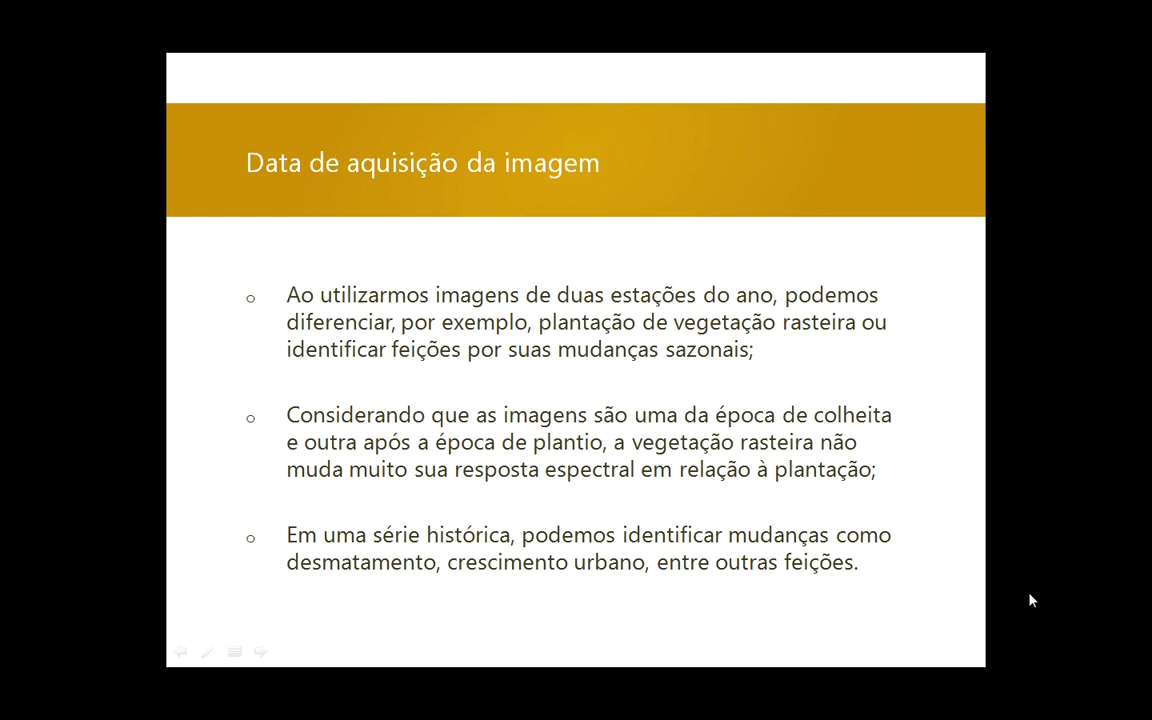 Data de aquisição da imagem
Ao utilizarmos imagens de duas estações do ano, podemos
diferenciar, por exemplo, plantação de vegetação rasteira ou
identificar feições por suas mudanças sazonais;
Considerando que as imagens são uma da época de colheita
e outra após a época de plantio, a vegetação rasteira não
muda muito sua resposta espectral em relação à plantação;
Em uma série histórica, podemos identificar mudanças como
desmatamento, crescimento urbano, entre outras feições.